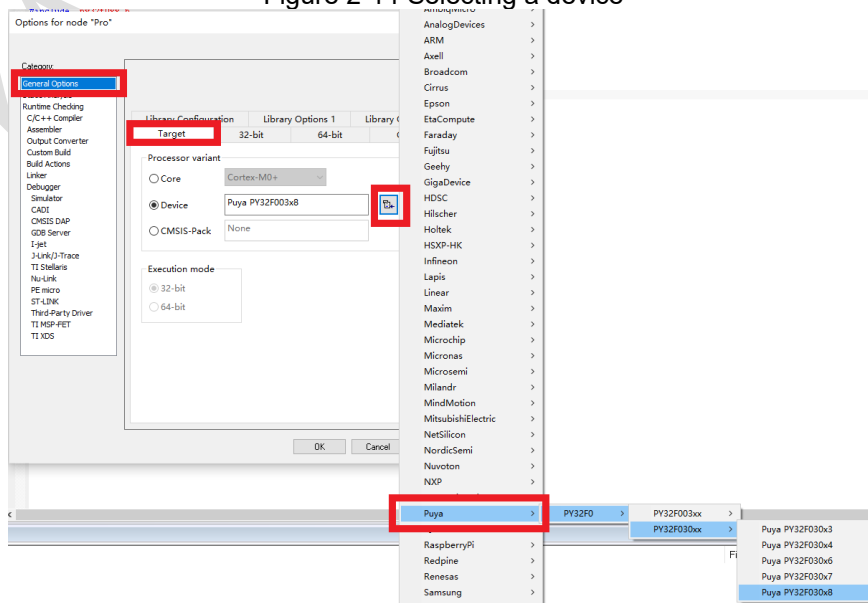 Figure 2-11 Selecting a device
Options for node "Pro"
Category:
General Options
Runtime Checking
C/C++ Compiler
Assembler
Output Converter
Custom Build
Build Actions
Linker
Debugger
Simulator
CADI
CMSIS DAP
GDB Server
I-jet
J-Link/J-Trace
TI Stellaris
Nu-Link
PE micro
ST-LINK
Third-Party Driver
TI MSP-FET
TI XDS
Library Configuration Library Options 1 Library
Target 32-bit 64-bit
Processor variant
Core Cortex-M0+
Device Puya PY32F003x8
CMSIS-Pack None
Execution mode
32-bit
64-bit
OK Cancel
AmbiqMicro
AnalogDevices
ARM
Axell
Broadcom
Cirrus
Epson
EtaCompute
Faraday
Fujitsu
Geehy
GigaDevice
HDSC
Hilscher
Holtek
HSXP-HK
Infineon
Lapis
Linear
Maxim
Mediatek
Microchip
Micronas
Microsemi
Milandr
MindMotion
MitsubishiElectric
NetSilicon
NordicSemi
Nuvoton
NXP
Puya
RaspberryPi
Redpine
Renesas
Samsung
PY32F0
PY32F003xx
PY32F030xx
Puya PY32F030x3
Puya PY32F030x4
Puya PY32F030x6
Puya PY32F030x7
Puya PY32F030x8